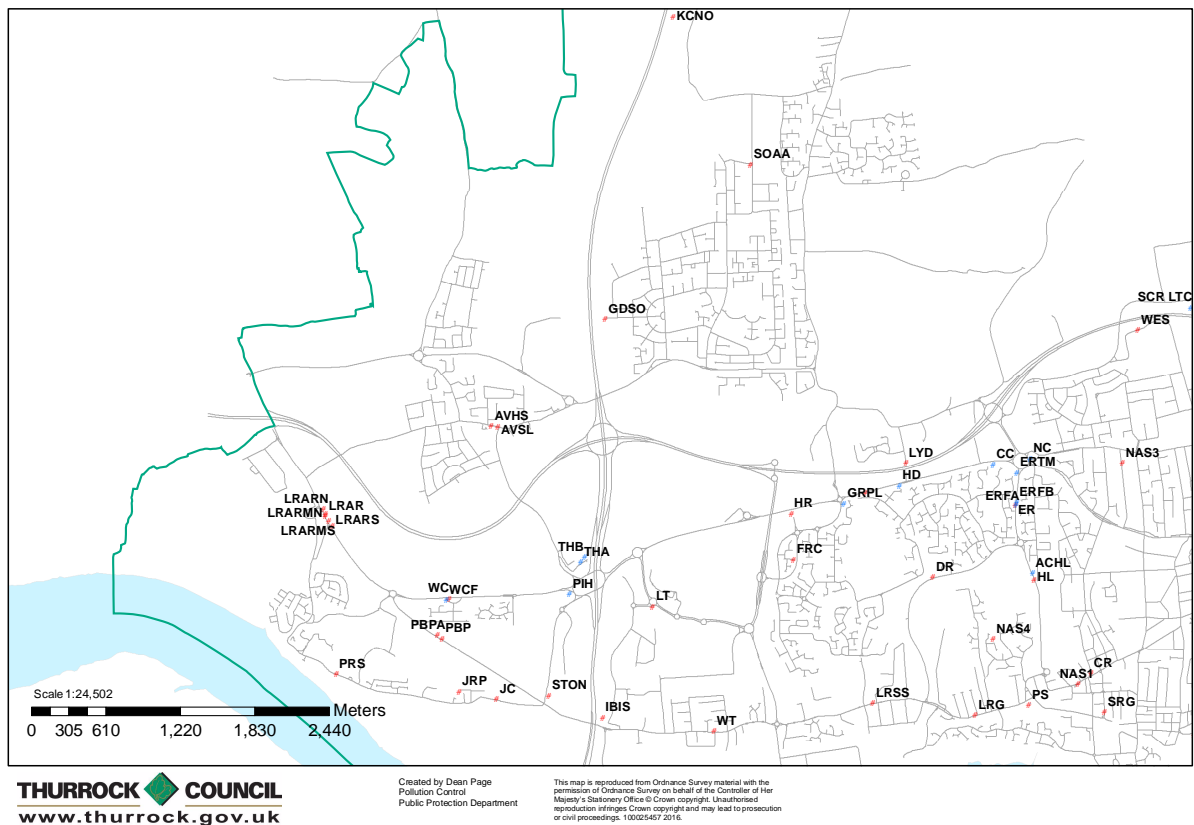 KCNO
SOAA
SCR LTC
GDSO
WES
AVHS
AVSL
NC
LYD
CC
ERTM
NAS3
HD
LRARN
LRAR
GRPL
ERFA
ERFB
HR
LRARMN
LRARS
ER
LRARMS
THB
THA
FRC
ACHL
DR
HL
WC
WCF
PIH
LT
PBPA
PBP
NAS4
PRS
CR
NAS1
JRP
JC
STON
LRSS
PS
SRG
IBIS
LRG
WT
Scale 1:24,502
Meters
0 305 610 1,220 1,830 2,440
THURROCK COUNCIL
www.thurrock.gov.uk
Created by Dean Page
Pollution Control
Public Protection Department
This map is reproduced from Ordnance Survey material with the
permission of Ordnance Survey on behalf of the Controller of Her
Majesty's Stationery Office © Crown copyright. Unauthorised
reproduction infringes Crown copyright and may lead to prosecution
or civil proceedings. 100025457 2016.